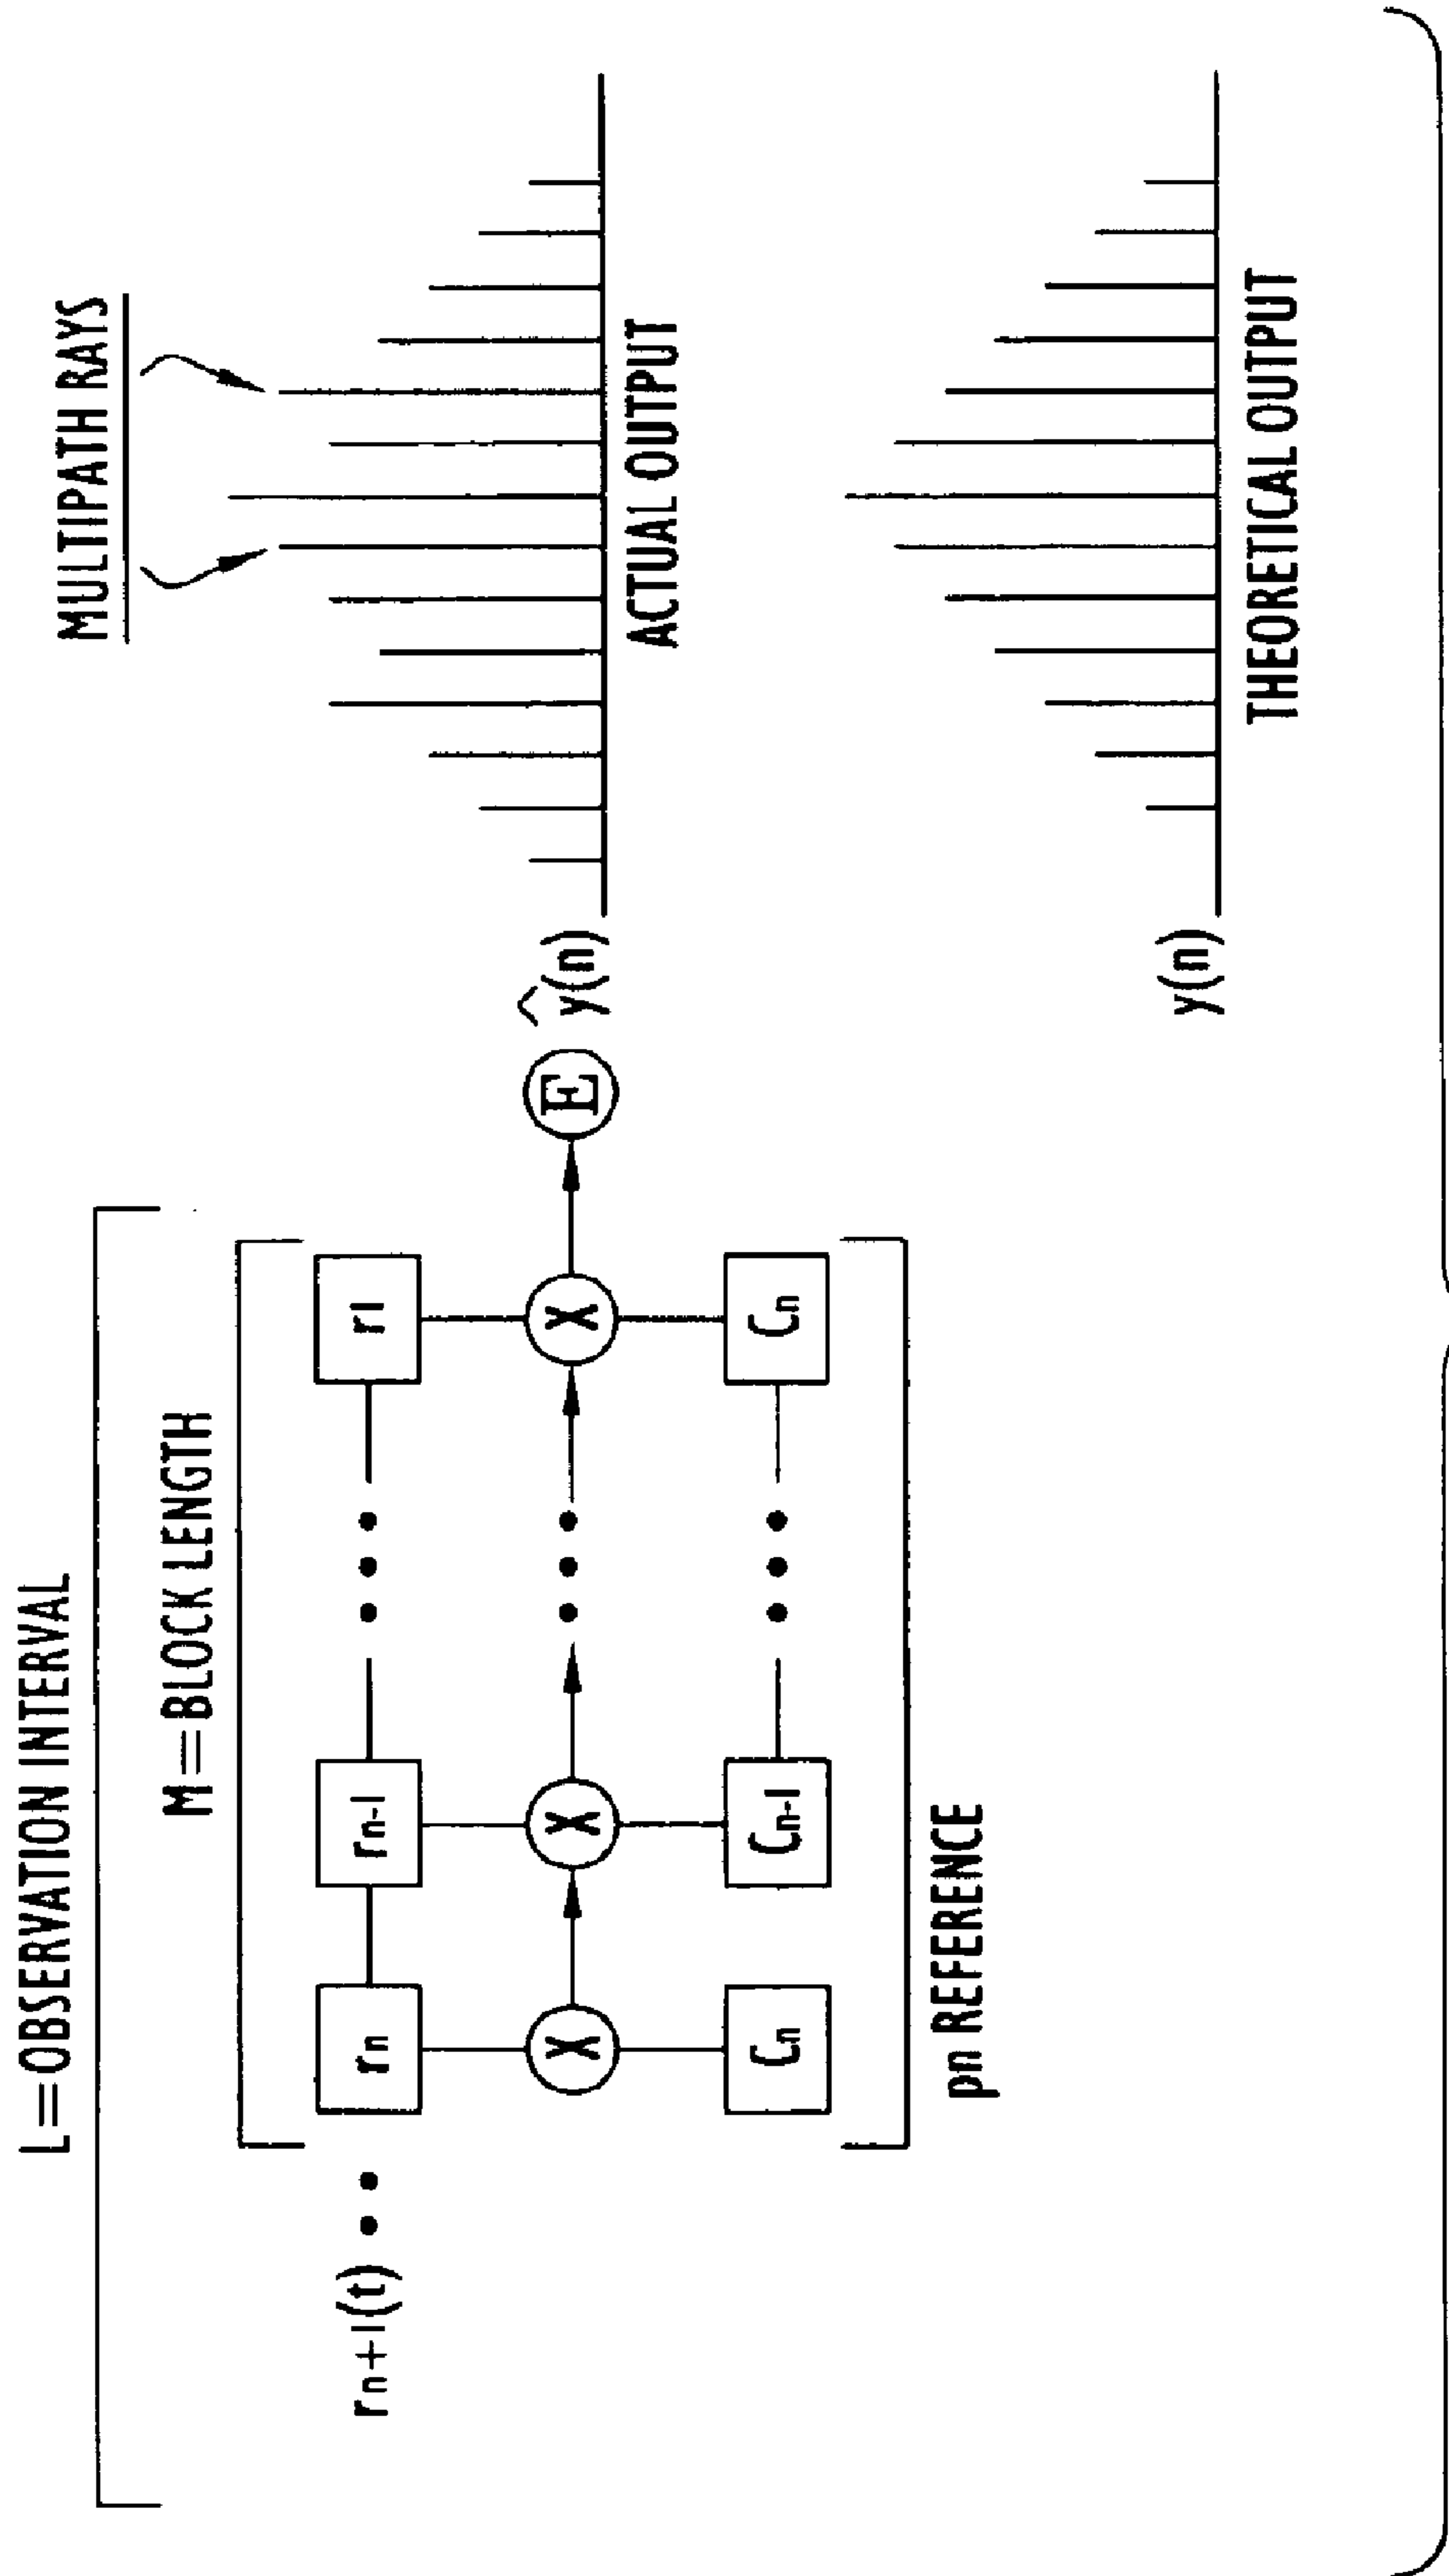 L=OBSERVATION INTERVAL
M=BLOCK LENGTH
MULTIPATH RAYS
rn+1(t)
rn
rn-1
r1
X
X
X
E
ŷ(n)
ACTUAL OUTPUT
Cn
Cn-1
Cn
pn REFERENCE
y(n)
THEORETICAL OUTPUT